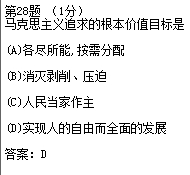 第28题 （1分）
马克思主义追求的根本价值目标是
(A)各尽所能,按需分配
(B)消灭剥削、压迫
(C)人民当家作主
(D)实现人的自由而全面的发展
答案：D